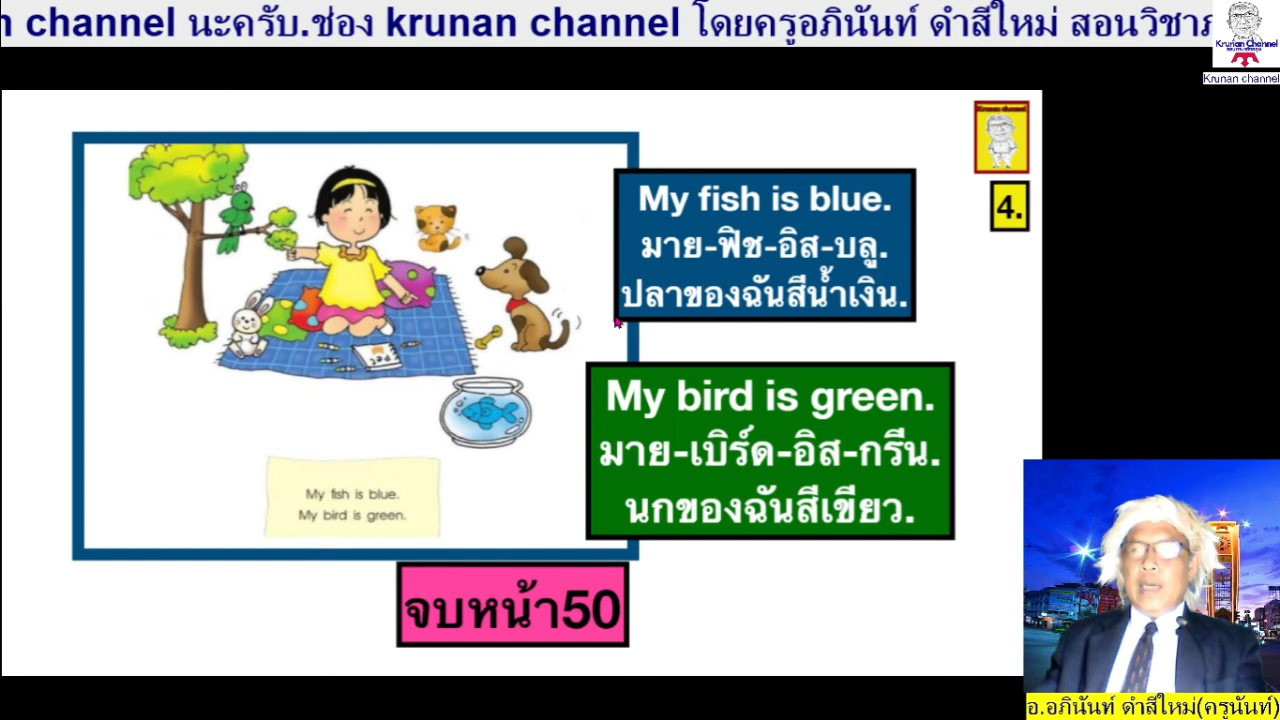 n channel นะครับ.ช่อง krunan channel โดยครูอภินันท์ ดำสีใหม่ สอนวิชาภ
Krunan Channel
Krunan channel
Krunan channel
4.
My fish is blue.
มาย-ฟิช-อิส-บลู.
ปลาของฉันสีน้ำเงิน.
My bird is green.
มาย-เบิร์ด-อิส-กรีน.
นกของฉันสีเขียว.
My fish is blue.
My bird is green.
จบหน้า50
อ.อภินันท์ ดำสีใหม่(ครูนันท์)